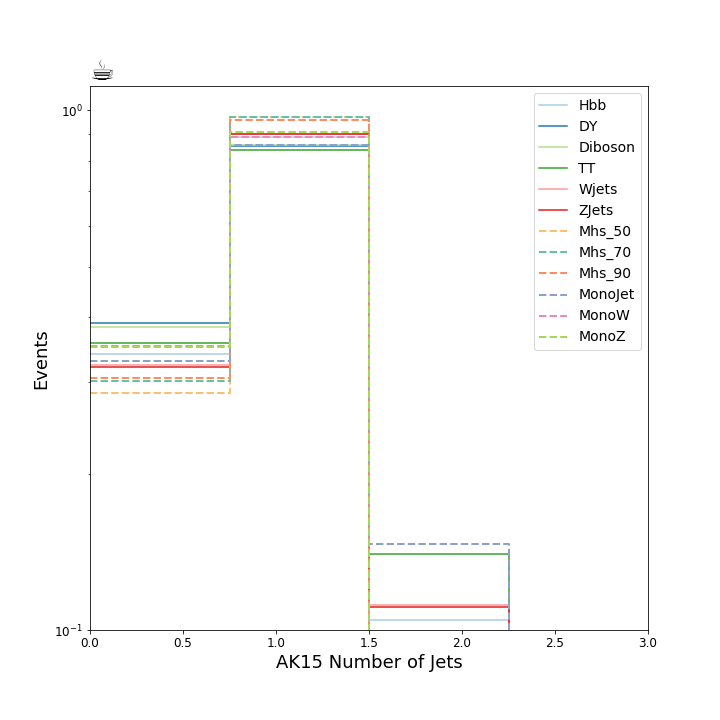 ☕
10⁰
10⁻¹
Events
0.0 0.5 1.0 1.5 2.0 2.5 3.0
AK15 Number of Jets
Hbb
DY
Diboson
TT
Wjets
ZJets
Mhs_50
Mhs_70
Mhs_90
MonoJet
MonoW
MonoZ